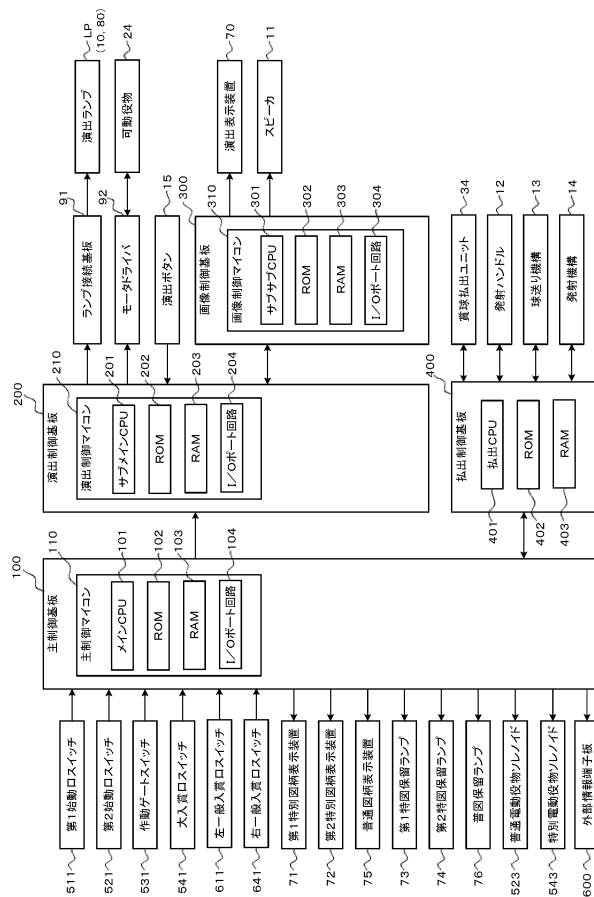 511
第1始動口スイッチ
521
第2始動口スイッチ
531
作動ゲートスイッチ
541
大入賞口スイッチ
611
左一般入賞口スイッチ
641
右一般入賞口スイッチ
71
第1特別図柄表示装置
72
第2特別図柄表示装置
75
普通図柄表示装置
73
第1特図保留ランプ
74
第2特図保留ランプ
76
普図保留ランプ
523
普通電動役物ソレノイド
543
特別電動役物ソレノイド
600
外部情報端子板
100
主制御基板
110
主制御マイコン
101
メインCPU
102
ROM
103
RAM
104
I/Oポート回路
200
演出制御基板
210
演出制御マイコン
201
サブメインCPU
202
ROM
203
RAM
204
I/Oポート回路
400
払出制御基板
払出CPU
401
ROM
402
RAM
403
91
ランプ接続基板
92
モータドライバ
15
演出ボタン
300
画像制御基板
310
画像制御マイコン
301
サブサブCPU
302
ROM
303
RAM
304
I/Oポート回路
34
賞球払出ユニット
12
発射ハンドル
13
球送り機構
14
発射機構
LP
(10, 80)
演出ランプ
24
可動役物
70
演出表示装置
11
スピーカ